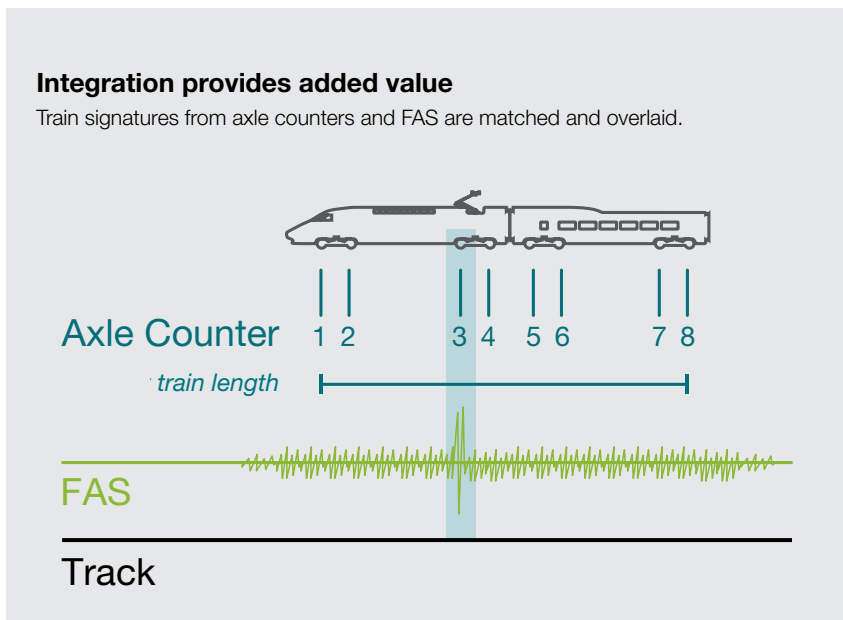 Integration provides added value
Train signatures from axle counters and FAS are matched and overlaid.
Axle Counter 1 2 3 4 5 6 7 8
train length
FAS
Track